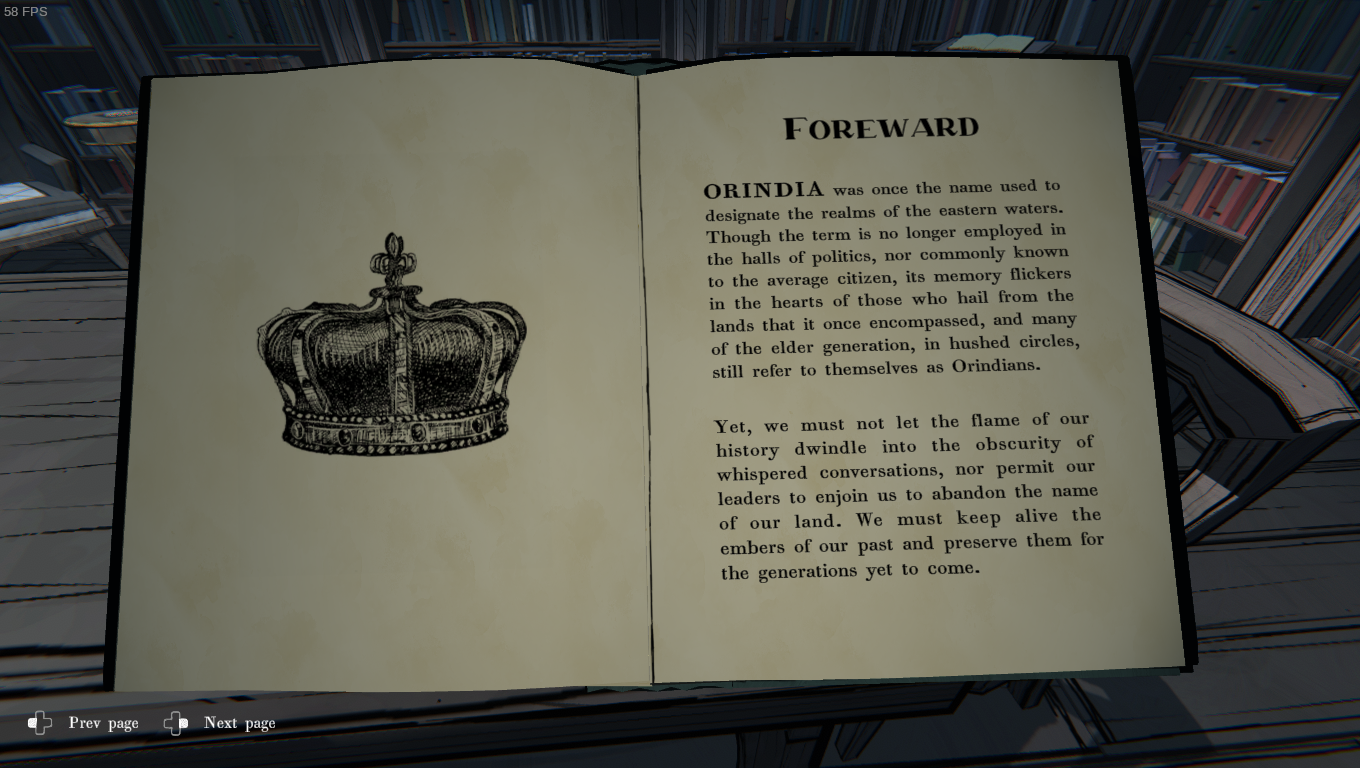 58 FPS
FOREWARD
ORINDIA was once the name used to
designate the realms of the eastern waters.
Though the term is no longer employed in
the halls of politics, nor commonly known
to the average citizen, its memory flickers
in the hearts of those who hail from the
lands that it once encompassed, and many
of the elder generation, in hushed circles,
still refer to themselves as Orindians.
Yet, we must not let the flame of our
history dwindle into the obscurity of
whispered conversations, nor permit our
leaders to enjoin us to abandon the name
of our land. We must keep alive the
embers of our past and preserve them for
the generations yet to come.
Prev page Next page